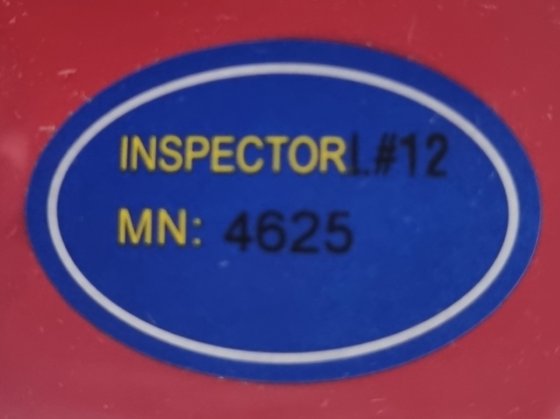 INSPECTOR L#12
MN: 4625